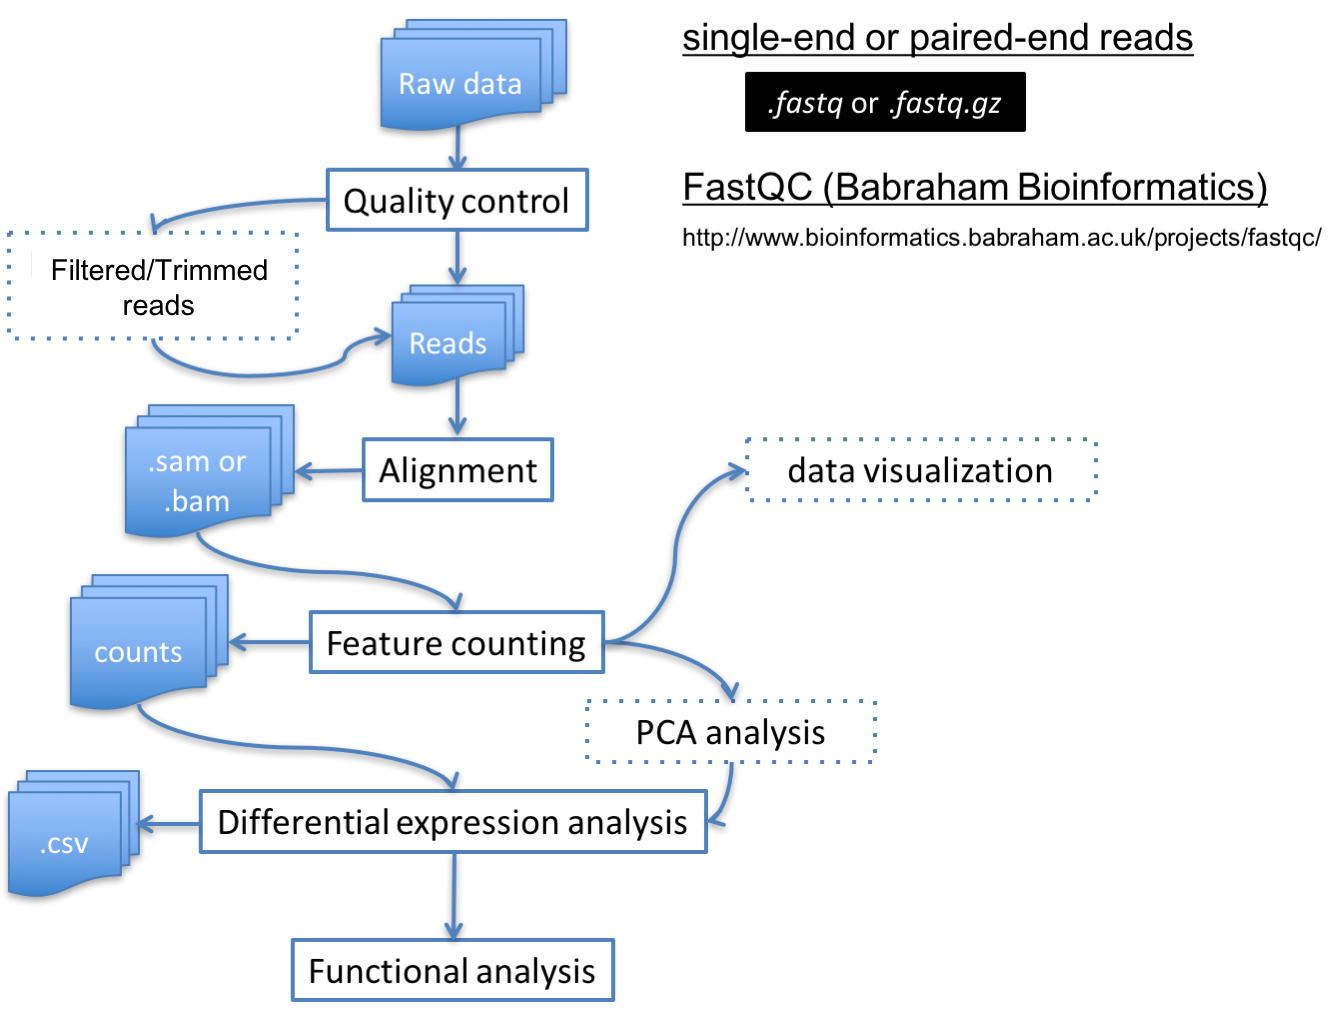 single-end or paired-end reads
Raw data
.fastq or .fastq.gz
Quality control
FastQC (Babraham Bioinformatics)
http://www.bioinformatics.babraham.ac.uk/projects/fastqc/
Filtered/Trimmed
reads
Reads
.sam or
.bam
Alignment
data visualization
counts
Feature counting
PCA analysis
.csv
Differential expression analysis
Functional analysis